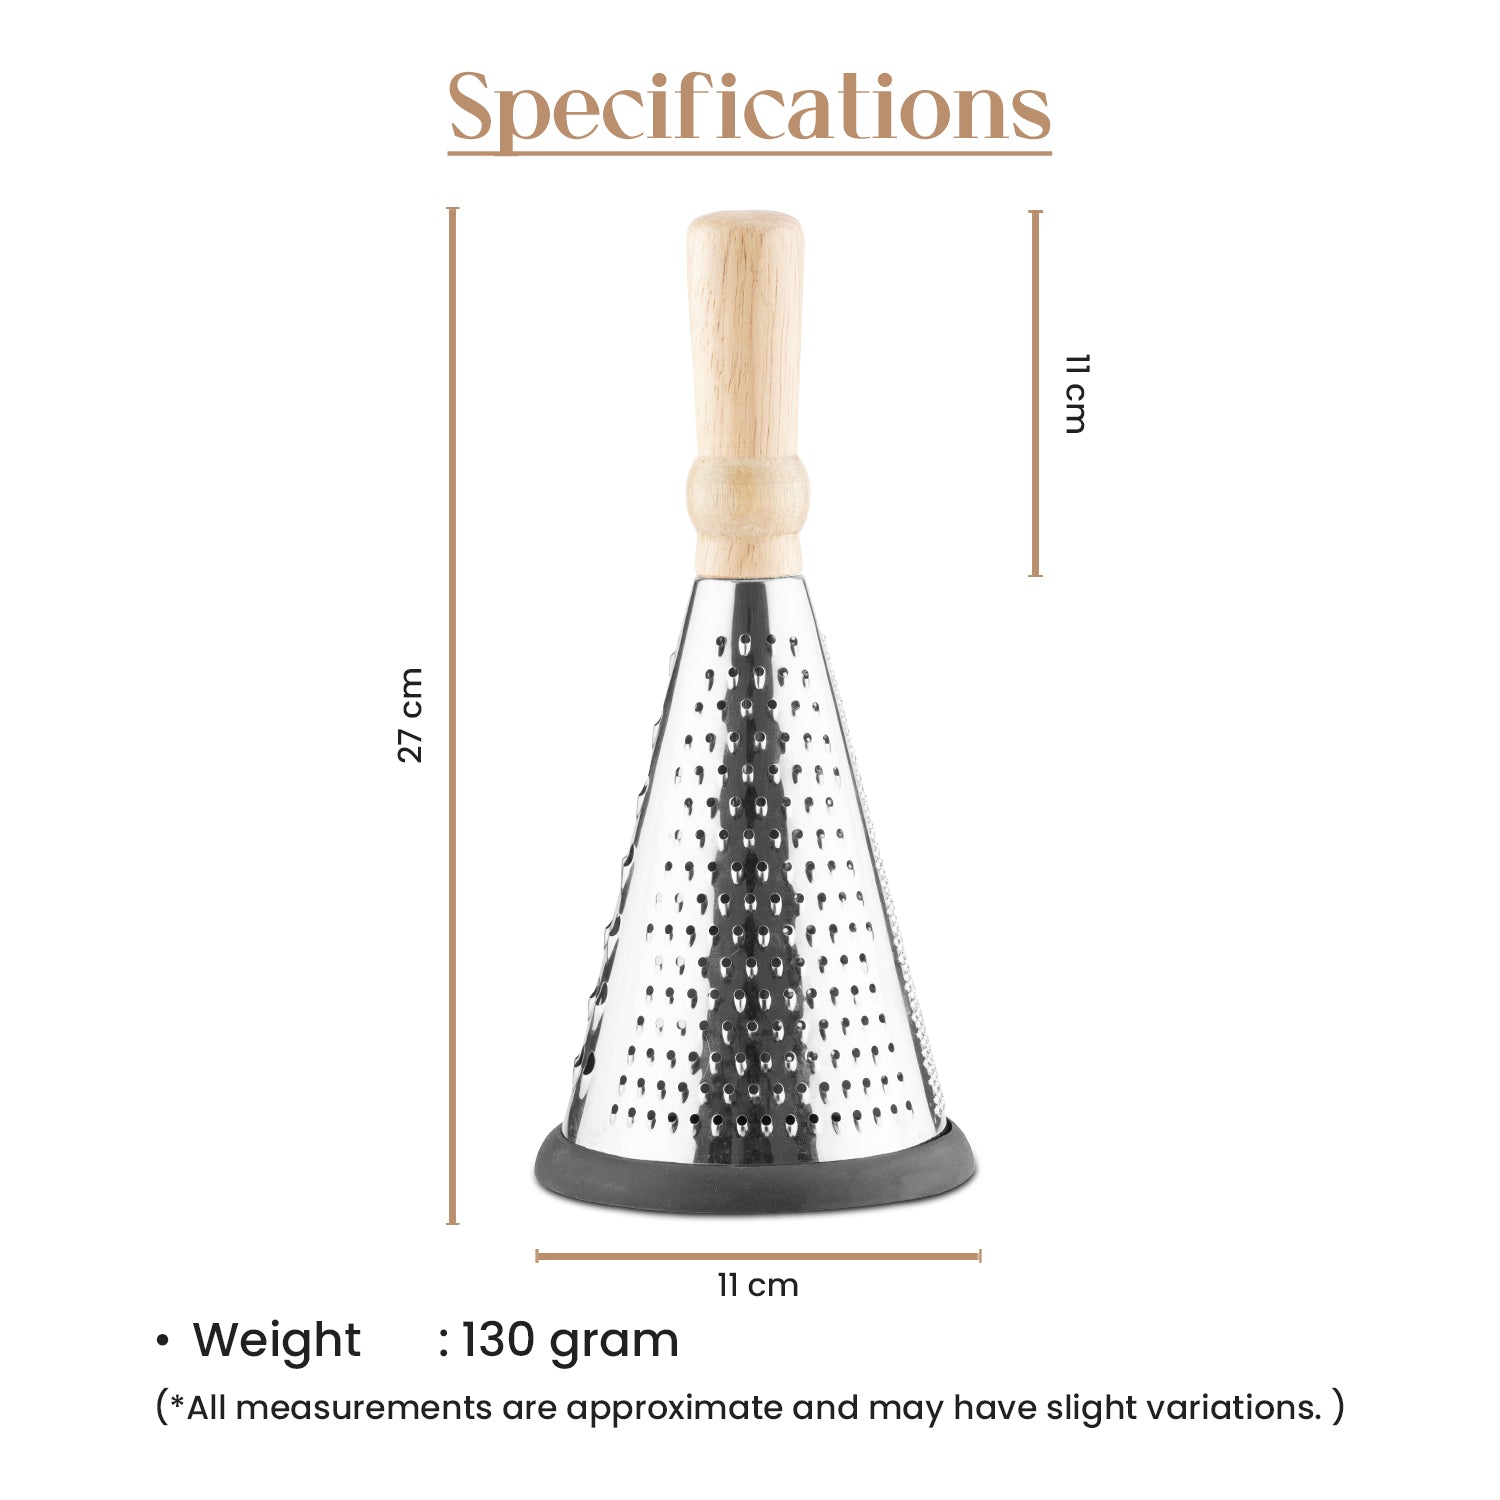 Specifications
11 cm
27 cm
11 cm
• Weight : 130 gram
(*All measurements are approximate and may have slight variations. )